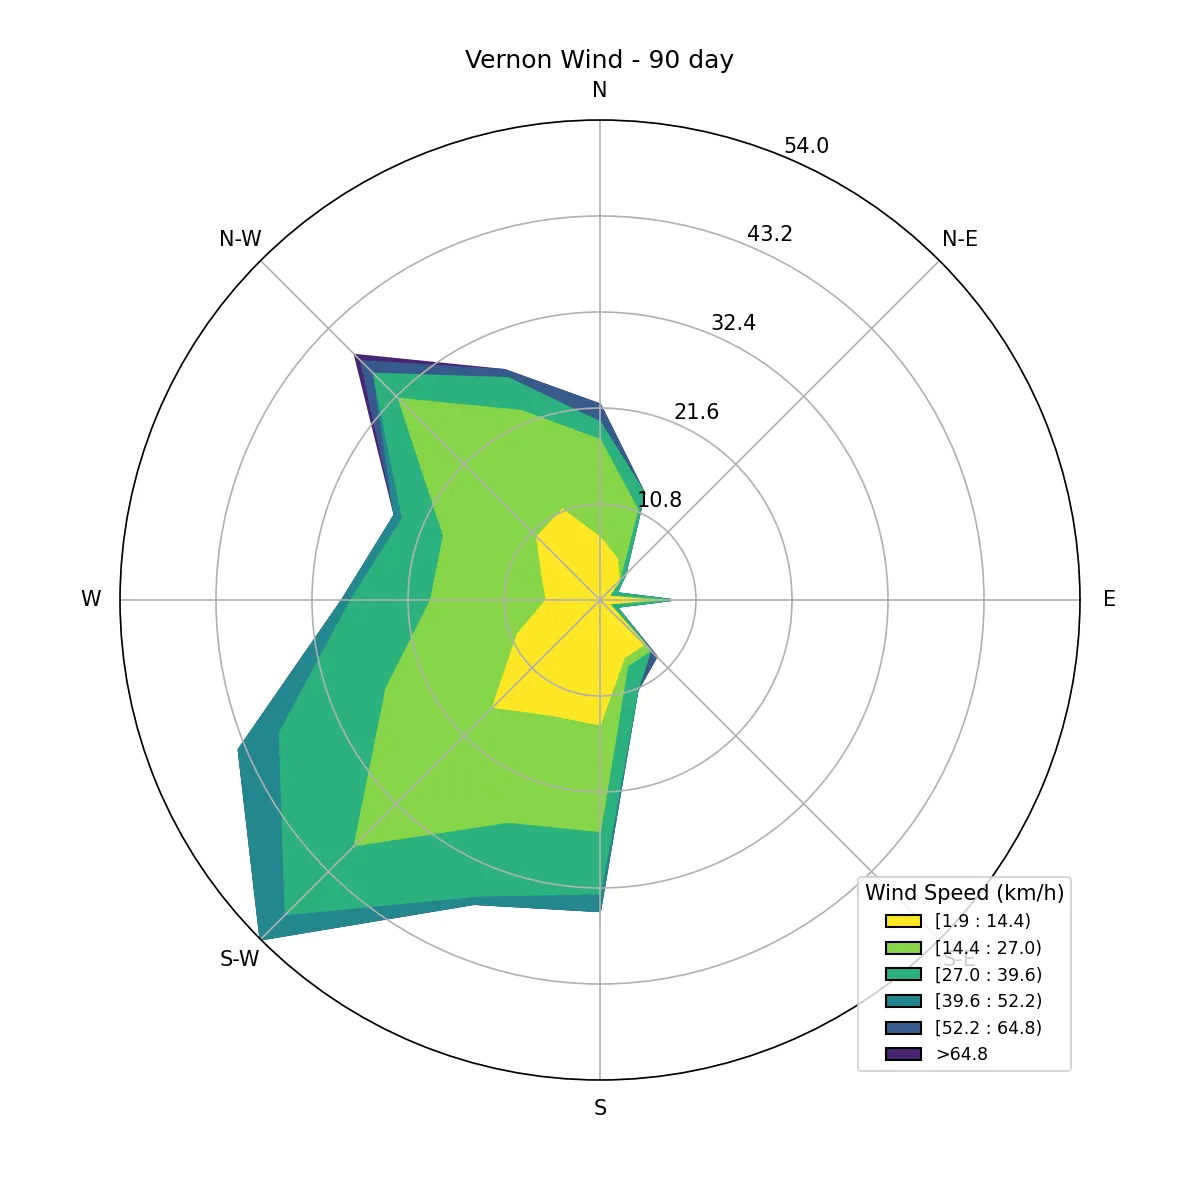 Vernon Wind - 90 day
N
54.0
N-W
43.2
N-E
32.4
21.6
10.8
W
E
S-W
S-E
Wind Speed (km/h)
[1.9 : 14.4)
[14.4 : 27.0)
[27.0 : 39.6)
[39.6 : 52.2)
[52.2 : 64.8)
>64.8
S